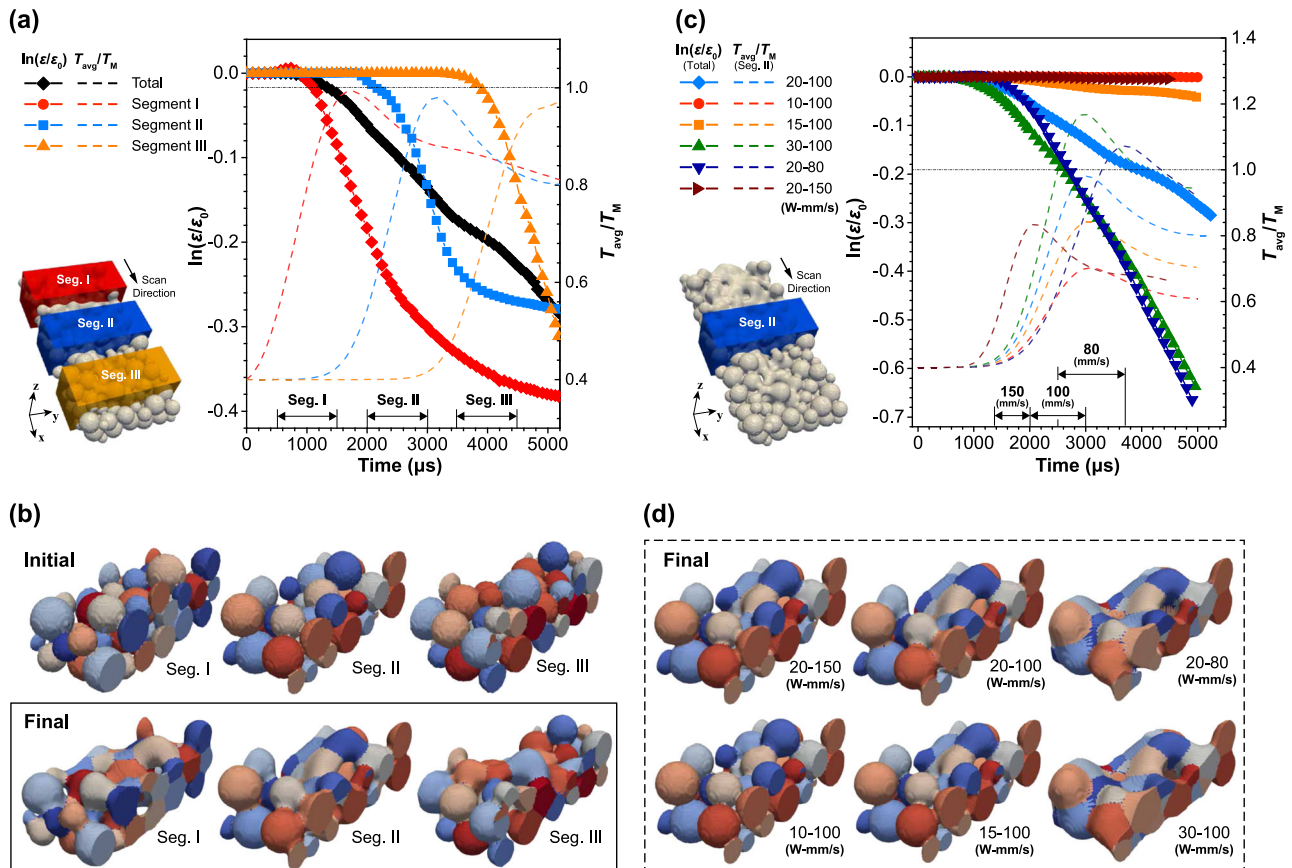 (a)
ln(ε/ε0) Tavg/TM
Total
Segment I
Segment II
Segment III
Seg. I
Seg. II
Seg. III
Scan
Direction
z
y
x
ln(ε/ε0)
0.0
-0.1
-0.2
-0.3
-0.4
1.0
0.8
0.6
0.4
Tavg/TM
Seg. I
Seg. II
Seg. III
0 1000 2000 3000 4000 5000
Time (μs)
(c)
ln(ε/ε0) Tavg/TM
(Total) (Seg. II)
20-100
10-100
15-100
30-100
20-80
20-150
(W-mm/s)
Scan
Direction
Seg. II
z
y
x
ln(ε/ε0)
0.0
-0.1
-0.2
-0.3
-0.4
-0.5
-0.6
-0.7
1.4
1.2
1.0
0.8
0.6
0.4
Tavg/TM
80
(mm/s)
150 100
(mm/s) (mm/s)
0 1000 2000 3000 4000 5000
Time (μs)
(b)
Initial
Seg. I
Seg. II
Seg. III
Final
Seg. I
Seg. II
Seg. III
(d)
Final
20-150
(W-mm/s)
20-100
(W-mm/s)
20-80
(W-mm/s)
10-100
(W-mm/s)
15-100
(W-mm/s)
30-100
(W-mm/s)